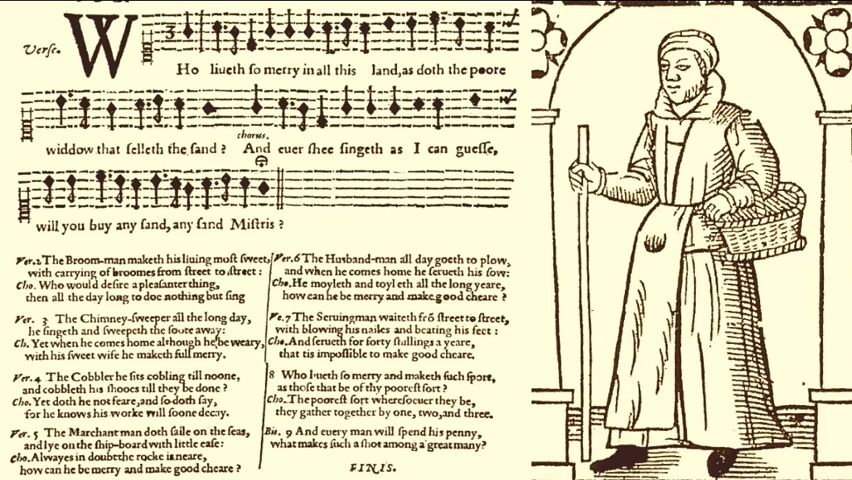 Verse.
WHo liueth so merry in all this land, as doth the poore
widdow that selleth the sand ? And euer shee singeth as I can guesse,
chorus.
will you buy any sand, any sand Mistris ?
Ver.2 The Broom-man maketh his liuing most sweet,
with carying of broomes from street to street :
Cho. Who would desire a pleasanter thing,
then all the day long to doe nothing but sing
Ver. 3 The Chimney-sweeper all the long day,
he singeth and sweepeth the soote away:
Ch. Yet when he comes home although he be weary,
with his sweet wife he maketh full merry.
Ver. 4 The Cobbler he sits cobling till noone,
and cobbleth his shooes till they be done ?
Cho. Yet doth he not feare, and so doth say,
for he knows his worke will soone decay.
Ver. 5 The Marchant man doth saile on the seas,
and lye on the ship-board with little ease:
Cho. Alwayes in doubt the rocke is neare,
how can he be merry and make good cheare ?
Ver.6 The Husband-man all day goeth to plow,
and when he comes home he serueth his sow:
Cho. He moyleth and toyleth all the long yeare,
how can he be merry and make good cheare ?
Ve.7 The Seruingman waiteth frō street to street,
with blowing his nailes and beating his feet :
Cho. And serueth for forty shillings a yeare,
that tis impossible to make good cheare.
8 Who liueth so merry and maketh such sport,
as those that be of thy poorest sort ?
Cho. The poorest sort wheresoeuer they be,
they gather together by one, two, and three.
Bis. 9 And euery man will spend his penny,
what makes such a shot among a great many?
FINIS.